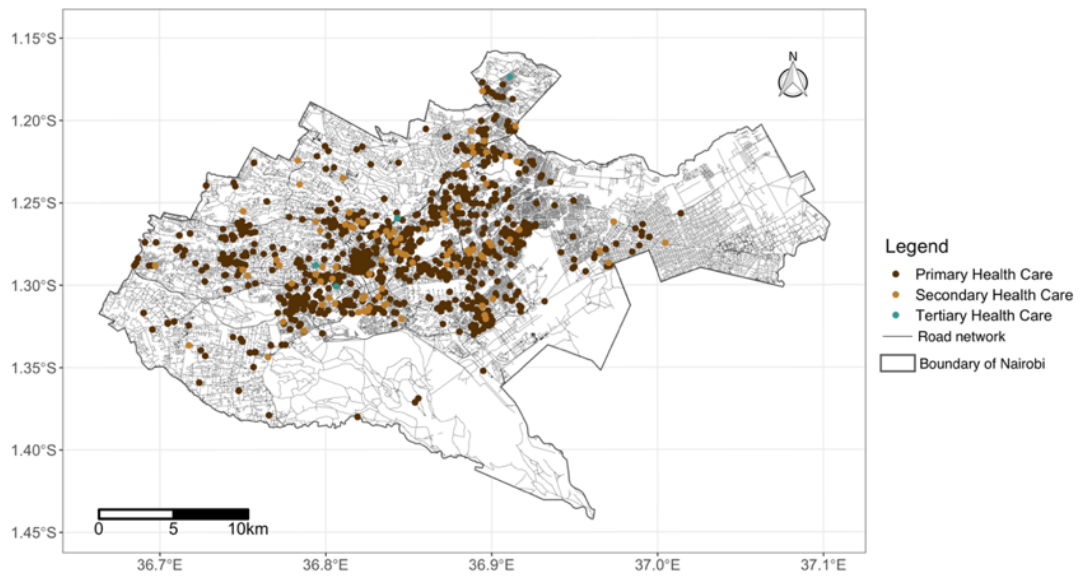 1.15°S
1.20°S
1.25°S
1.30°S
1.35°S
1.40°S
1.45°S
N
Legend
Primary Health Care
Secondary Health Care
Tertiary Health Care
Road network
Boundary of Nairobi
0 5 10km
36.7°E 36.8°E 36.9°E 37.0°E 37.1°E